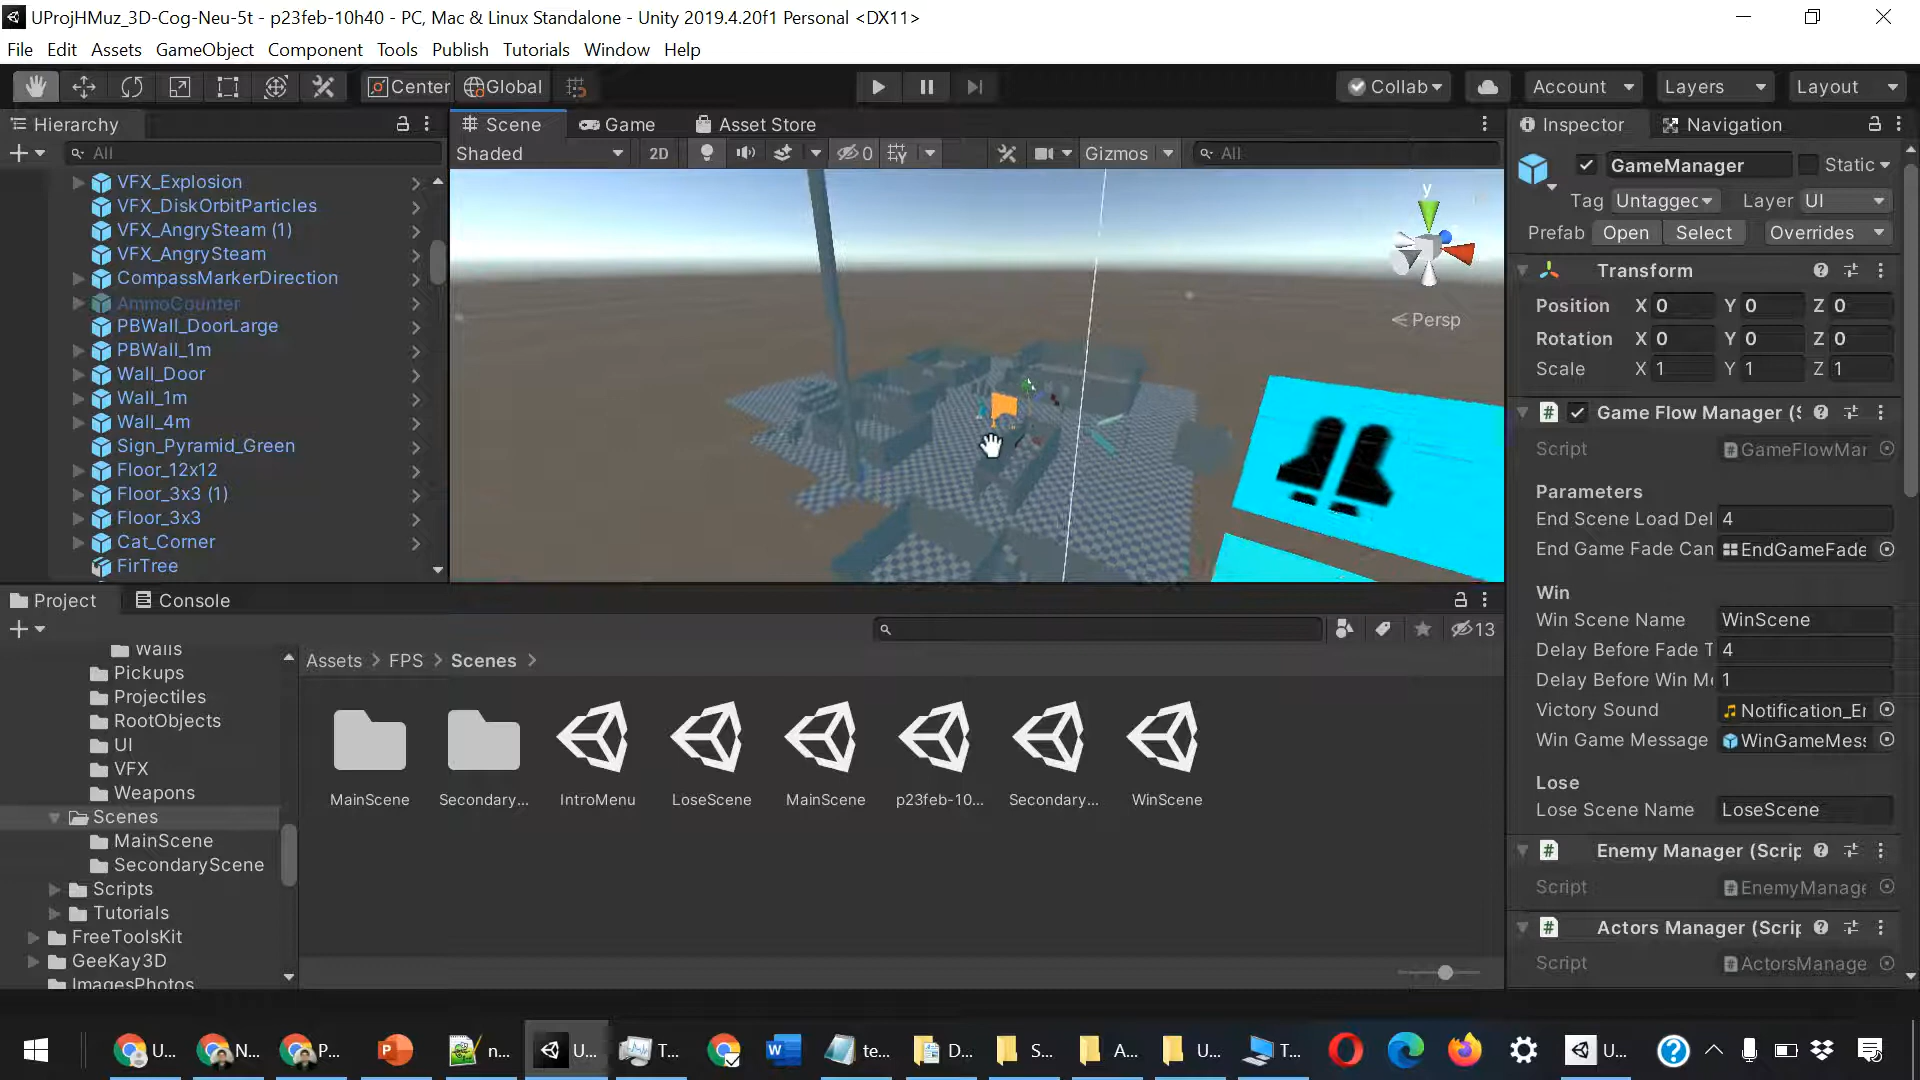 UProjHMuz_3D-Cog-Neu-5t - p23feb-10h40 - PC, Mac & Linux Standalone - Unity 2019.4.20f1 Personal <DX11>
File Edit Assets GameObject Component Tools Publish Tutorials Window Help
Center Global Collab Account Layers Layout
Hierarchy
All
VFX_Explosion
VFX_DiskOrbitParticles
VFX_AngrySteam (1)
VFX_AngrySteam
CompassMarkerDirection
AmmoCounter
PBWall_DoorLarge
PBWall_1m
Wall_Door
Wall_1m
Wall_4m
Sign_Pyramid_Green
Floor_12x12
Floor_3x3 (1)
Floor_3x3
Cat_Corner
FirTree
Scene Game Asset Store
Shaded 2D 0 Gizmos All
y
Persp
Inspector Navigation
GameManager Static
Tag Untagged Layer UI
Prefab Open Select Overrides
Transform
Position X 0 Y 0 Z 0
Rotation X 0 Y 0 Z 0
Scale X 1 Y 1 Z 1
Game Flow Manager (S
Script GameFlowMar
Parameters
End Scene Load Del 4
End Game Fade Can EndGameFade
Win
Win Scene Name WinScene
Delay Before Fade T 4
Delay Before Win Me 1
Victory Sound Notification_Er
Win Game Message WinGameMess
Lose
Lose Scene Name LoseScene
Enemy Manager (Scrip
Script EnemyManage
Actors Manager (Scrip
Script ActorsManage
Project Console
13
Walls
Pickups
Projectiles
RootObjects
UI
VFX
Weapons
Scenes
MainScene
SecondaryScene
Scripts
Tutorials
FreeToolsKit
GeeKay3D
ImagesPhotos
Assets > FPS > Scenes >
MainScene Secondary... IntroMenu LoseScene MainScene p23feb-10... Secondary... WinScene
U... N... P... n... U... T... te... D... S... A... U... T... U...